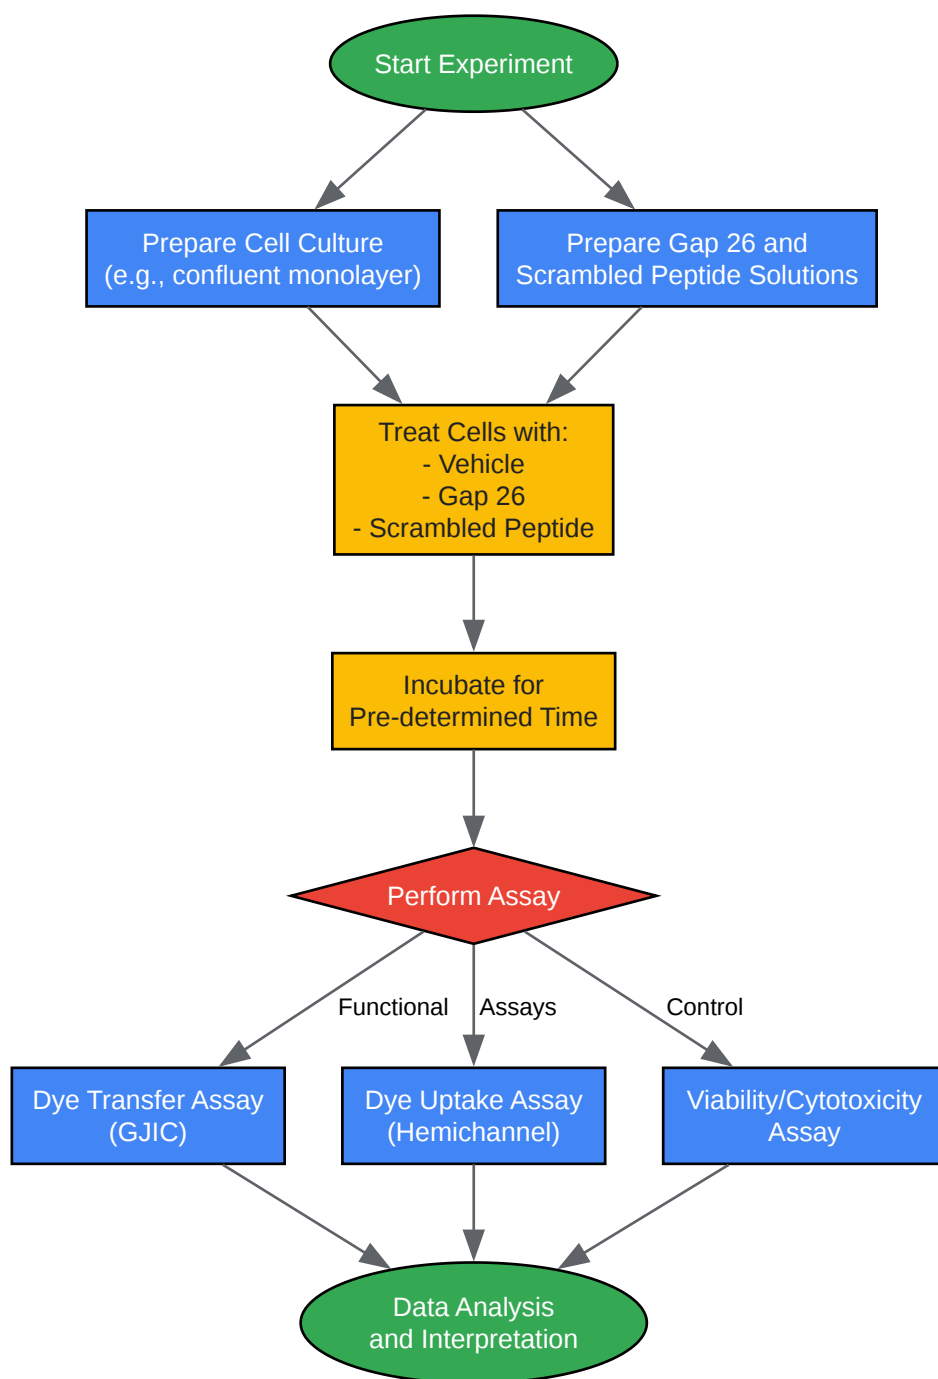 Start Experiment
Prepare Cell Culture
(e.g., confluent monolayer)
Prepare Gap 26 and
Scrambled Peptide Solutions
Treat Cells with:
- Vehicle
- Gap 26
- Scrambled Peptide
Incubate for
Pre-determined Time
Perform Assay
Functional
Assays
Control
Dye Transfer Assay
(GJIC)
Dye Uptake Assay
(Hemichannel)
Viability/Cytotoxicity
Assay
Data Analysis
and Interpretation